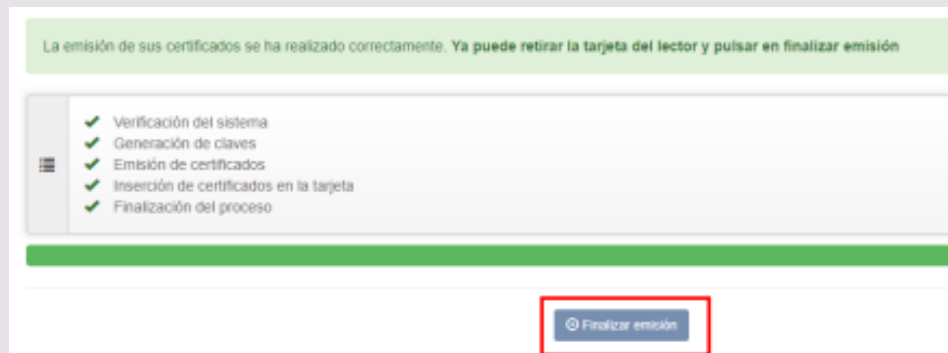 La emisión de sus certificados se ha realizado correctamente. Ya puede retirar la tarjeta del lector y pulsar en finalizar emisión
Verificación del sistema
Generación de claves
Emisión de certificados
Inserción de certificados en la tarjeta
Finalización del proceso
Finalizar emisión